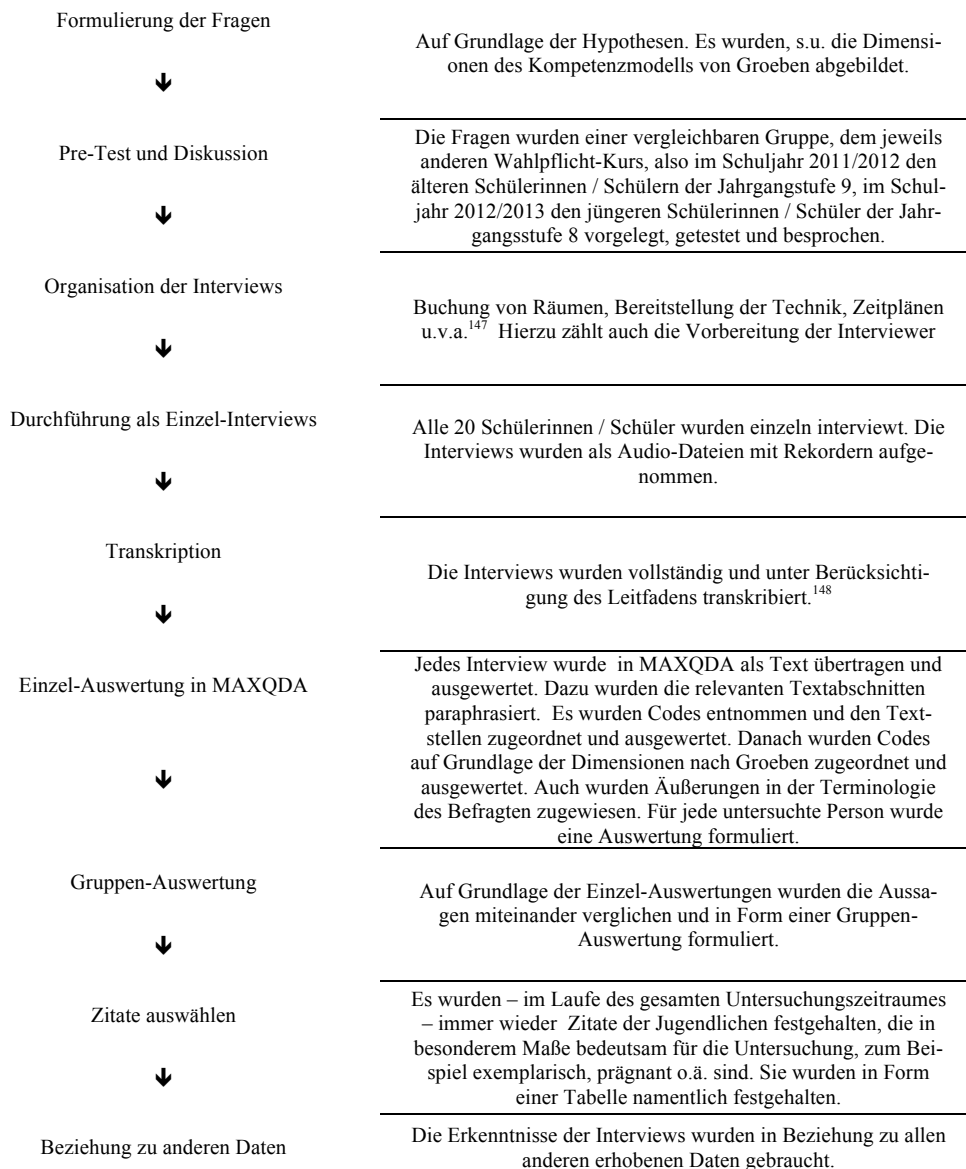 Formulierung der Fragen
Auf Grundlage der Hypothesen. Es wurden, s.u. die Dimensi-
onen des Kompetenzmodells von Groeben abgebildet.
Pre-Test und Diskussion
Die Fragen wurden einer vergleichbaren Gruppe, dem jeweils
anderen Wahlpflicht-Kurs, also im Schuljahr 2011/2012 den
älteren Schülerinnen / Schülern der Jahrgangstufe 9, im Schul-
jahr 2012/2013 den jüngeren Schülerinnen / Schüler der Jahr-
gangsstufe 8 vorgelegt, getestet und besprochen.
Organisation der Interviews
Buchung von Räumen, Bereitstellung der Technik, Zeitplänen
u.v.a.147 Hierzu zählt auch die Vorbereitung der Interviewer
Durchführung als Einzel-Interviews
Alle 20 Schülerinnen / Schüler wurden einzeln interviewt. Die
Interviews wurden als Audio-Dateien mit Rekordern aufge-
nommen.
Transkription
Die Interviews wurden vollständig und unter Berücksichti-
gung des Leitfadens transkribiert.148
Einzel-Auswertung in MAXQDA
Jedes Interview wurde in MAXQDA als Text übertragen und
ausgewertet. Dazu wurden die relevanten Textabschnitten
paraphrasiert. Es wurden Codes entnommen und den Text-
stellen zugeordnet und ausgewertet. Danach wurden Codes
auf Grundlage der Dimensionen nach Groeben zugeordnet und
ausgewertet. Auch wurden Äußerungen in der Terminologie
des Befragten zugewiesen. Für jede untersuchte Person wurde
eine Auswertung formuliert.
Gruppen-Auswertung
Auf Grundlage der Einzel-Auswertungen wurden die Aussa-
gen miteinander verglichen und in Form einer Gruppen-
Auswertung formuliert.
Zitate auswählen
Es wurden – im Laufe des gesamten Untersuchungszeitraumes
– immer wieder Zitate der Jugendlichen festgehalten, die in
besonderem Maße bedeutsam für die Untersuchung, zum Bei-
spiel exemplarisch, prägnant o.ä. sind. Sie wurden in Form
einer Tabelle namentlich festgehalten.
Beziehung zu anderen Daten
Die Erkenntnisse der Interviews wurden in Beziehung zu allen
anderen erhobenen Daten gebraucht.